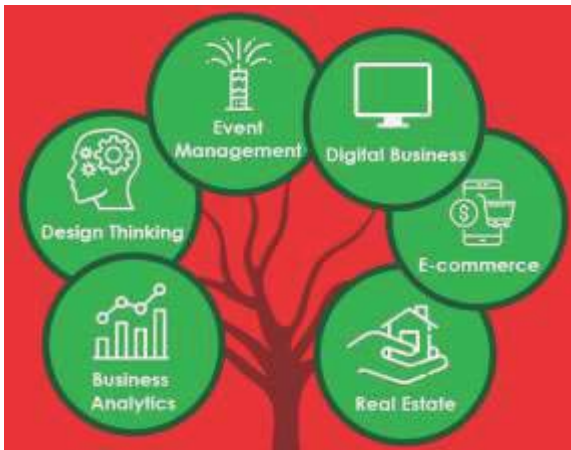 Event
Management
Digital Business
Design Thinking
E-commerce
$
Business
Analytics
Real Estate